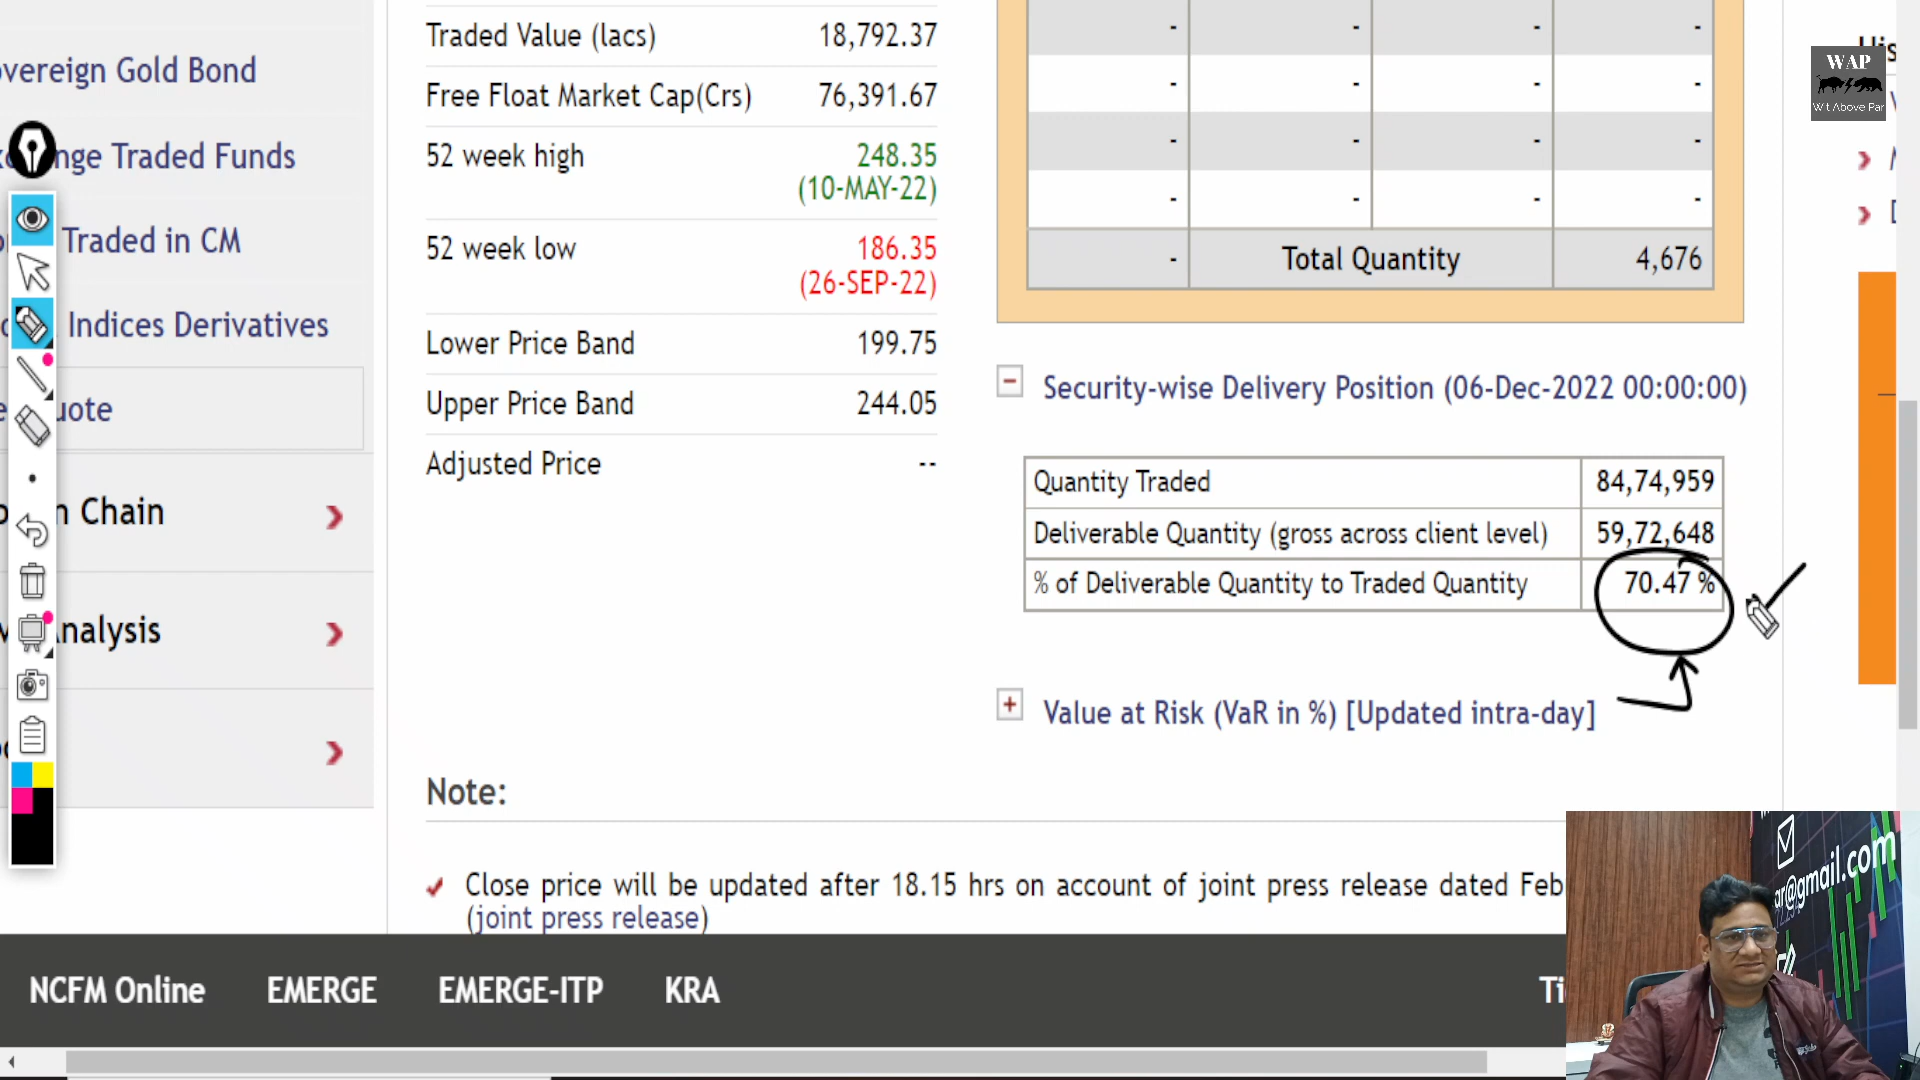 vereign Gold Bond
nge Traded Funds
Traded in CM
Indices Derivatives
uote
n Chain
Analysis
Traded Value (lacs) 18,792.37
Free Float Market Cap(Crs) 76,391.67
52 week high 248.35
(10-MAY-22)
52 week low 186.35
(26-SEP-22)
Lower Price Band 199.75
Upper Price Band 244.05
Adjusted Price --
- - - -
- - - -
- - - -
- - - -
- Total Quantity 4,676
Security-wise Delivery Position (06-Dec-2022 00:00:00)
Quantity Traded 84,74,959
Deliverable Quantity (gross across client level) 59,72,648
% of Deliverable Quantity to Traded Quantity 70.47 %
Value at Risk (VaR in %) [Updated intra-day]
Note:
Close price will be updated after 18.15 hrs on account of joint press release dated Feb
(joint press release)
WAP
W t Above Par
ar@gmail.com
NCFM Online EMERGE EMERGE-ITP KRA
Ti